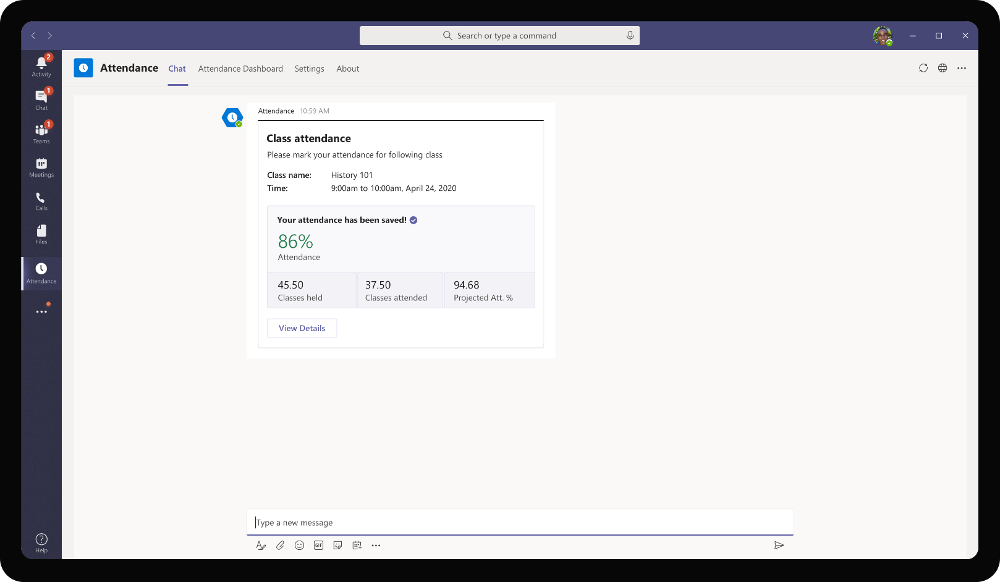 Search or type a command
2
Activity
1
Chat
1
Teams
Meetings
Calls
Files
Attendance
Help
Attendance Chat Attendance Dashboard Settings About
Attendance 10:59 AM
Class attendance
Please mark your attendance for following class
Class name: History 101
Time: 9:00am to 10:00am, April 24, 2020
Your attendance has been saved!
86%
Attendance
45.50 37.50 94.68
Classes held Classes attended Projected Att. %
View Details
Type a new message
GIF